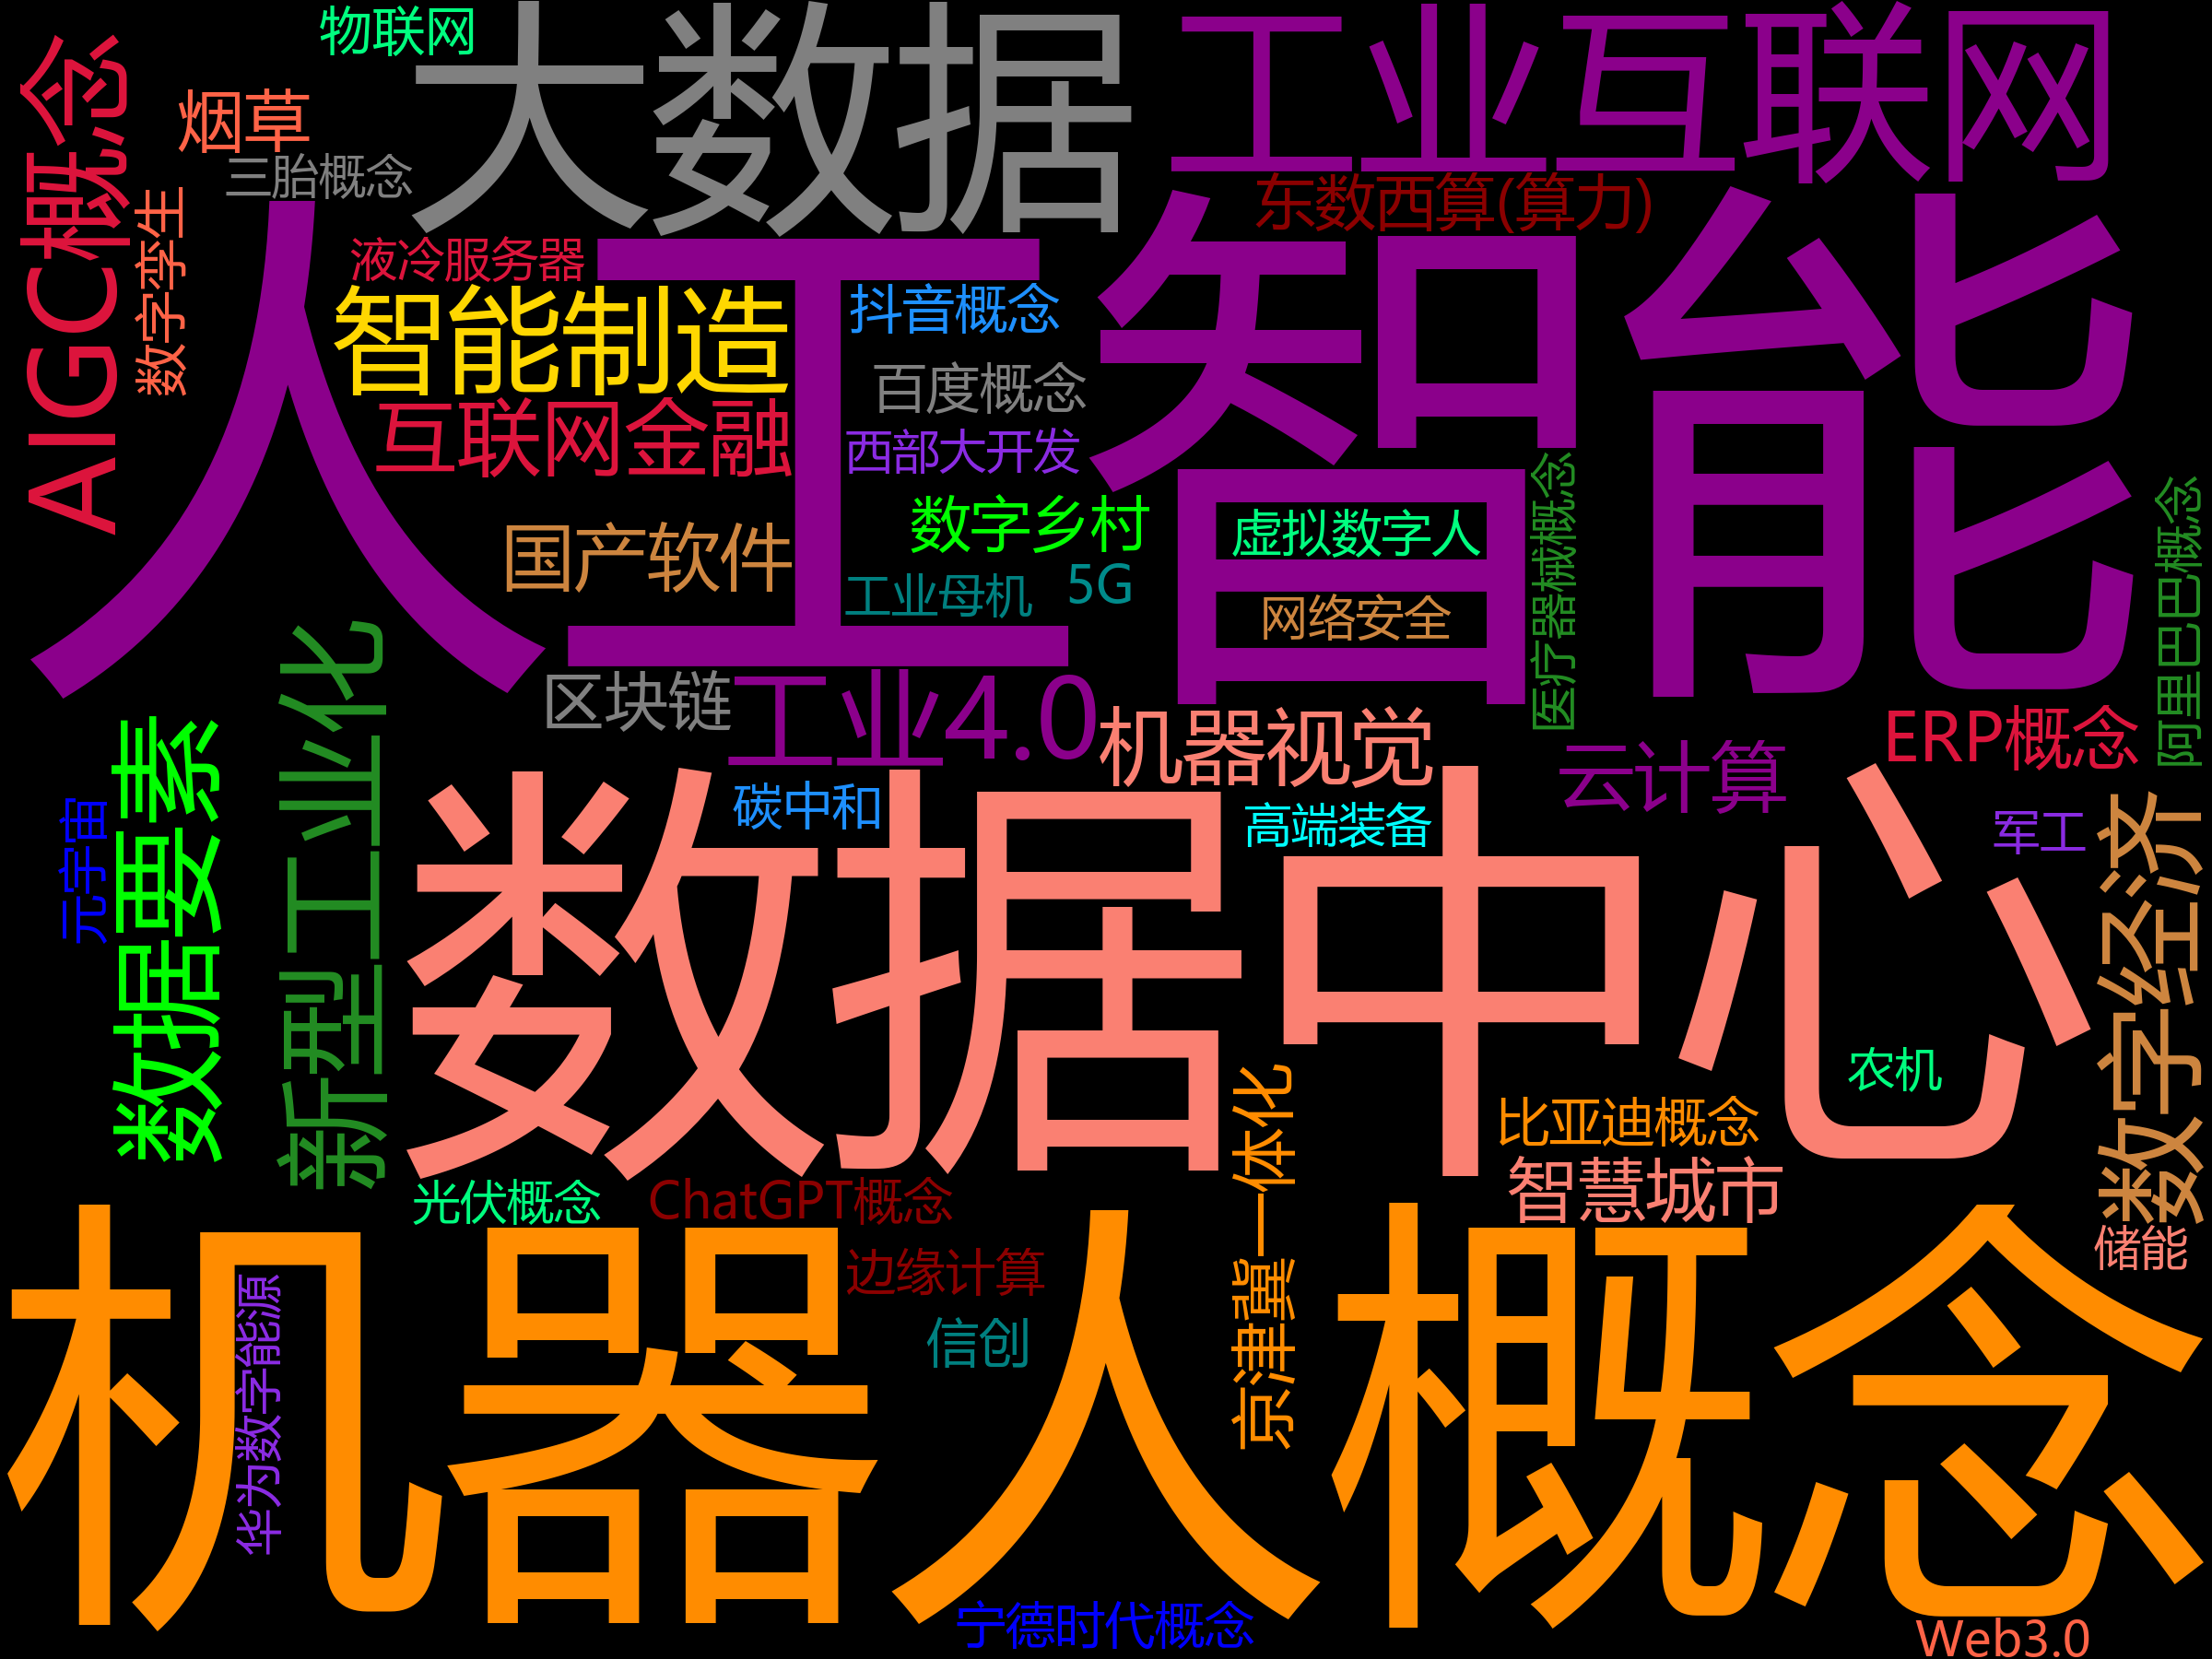 物联网
大数据
工业互联网
AIGC概念
烟草
三胎概念
数字孪生
东数西算(算力)
人工智能
液冷服务器
智能制造
抖音概念
互联网金融
百度概念
西部大开发
数字乡村
虚拟数字人
国产软件
工业母机
5G
网络安全
医疗器械概念
阿里巴巴概念
新型工业化
区块链
工业4.0
机器视觉
ERP概念
云计算
数据要素
元宇宙
碳中和
高端装备
军工
数字经济
数据中心
农机
京津冀一体化
比亚迪概念
智慧城市
光伏概念
ChatGPT概念
储能
边缘计算
信创
华为数字能源
机器人概念
宁德时代概念
Web3.0